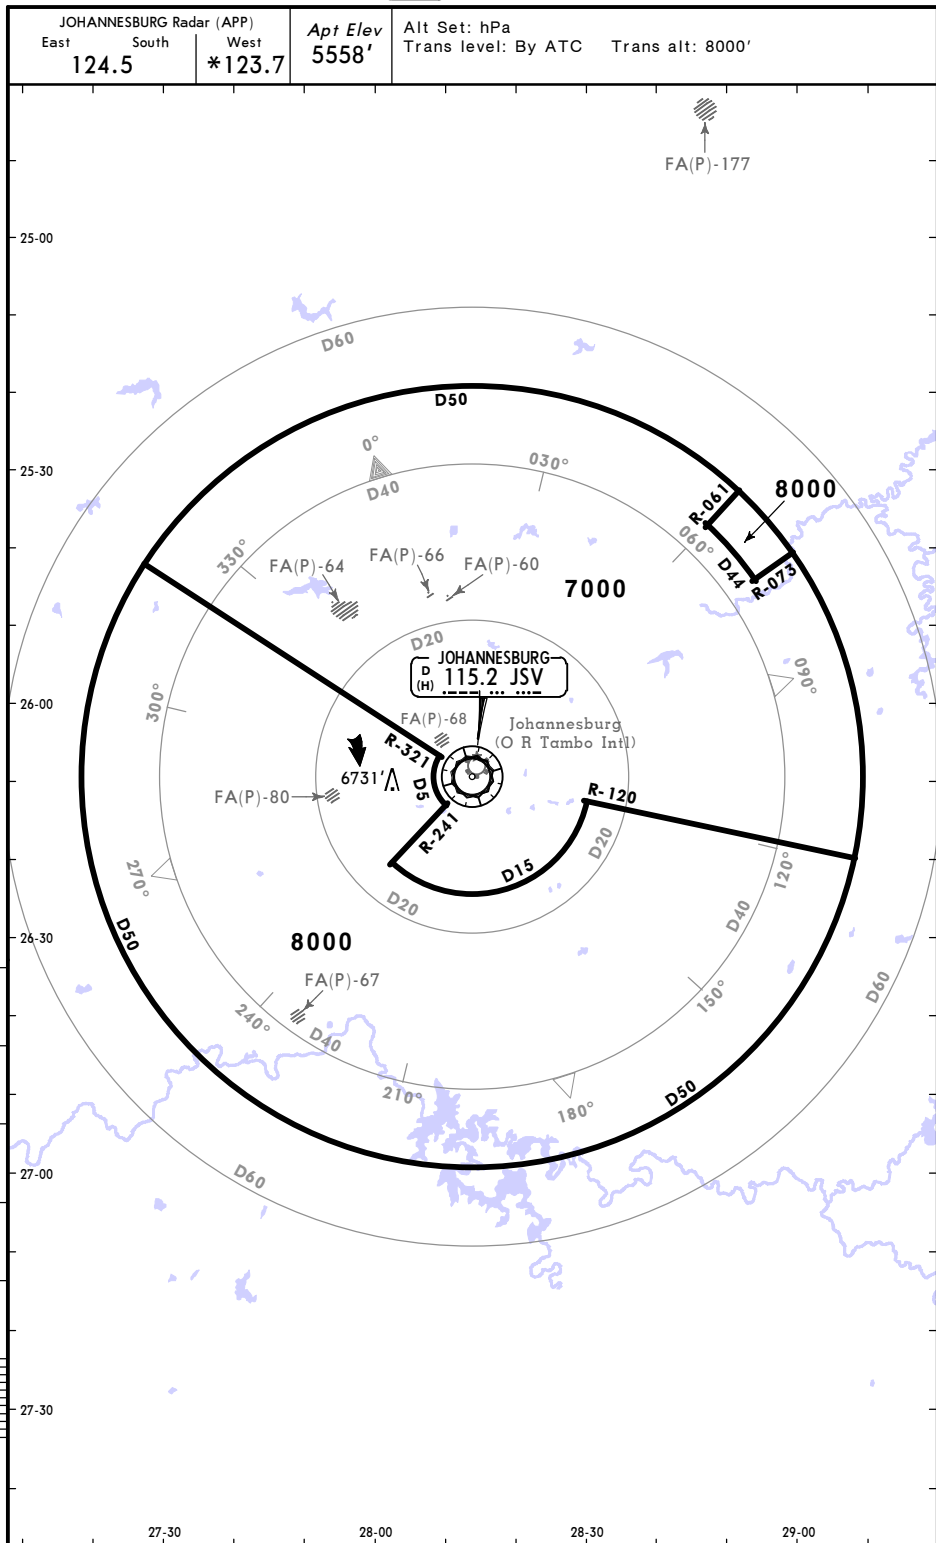 JOHANNESBURG Radar (APP)
East South West
124.5 *123.7
Apt Elev
5558'
Alt Set: hPa
Trans level: By ATC Trans alt: 8000'
FA(P)-177
25-00
D60
D50
0°
030°
25-30
D40
R-061
8000
060°
330°
FA(P)-66
FA(P)-64
FA(P)-60
D44
R-073
7000
D20
JOHANNESBURG
D
(H)
115.2 JSV
090°
300°
26-00
FA(P)-68
Johannesburg
(O R Tambo Intl)
R-321
6731'
D5
FA(P)-80
R-120
R-241
D20
D15
120°
270°
D20
D40
D50
26-30
8000
FA(P)-67
D60
150°
240°
D40
210°
180°
D50
27-00
D60
27-30
27-30 28-00 28-30 29-00